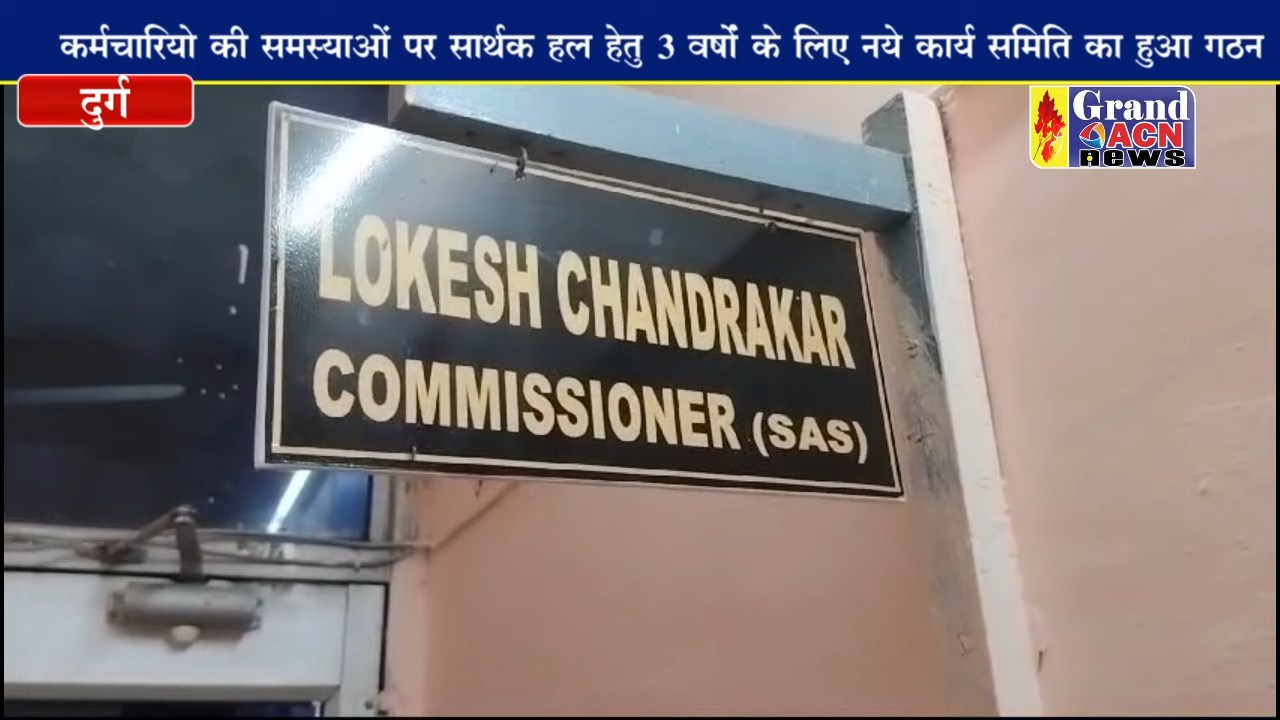 कर्मचारियो की समस्याओं पर सार्थक हल हेतु 3 वर्षों के लिए नये कार्य समिति का हुआ गठन
दुर्ग
Grand
ACN
news
LOKESH CHANDRAKAR
COMMISSIONER (SAS)